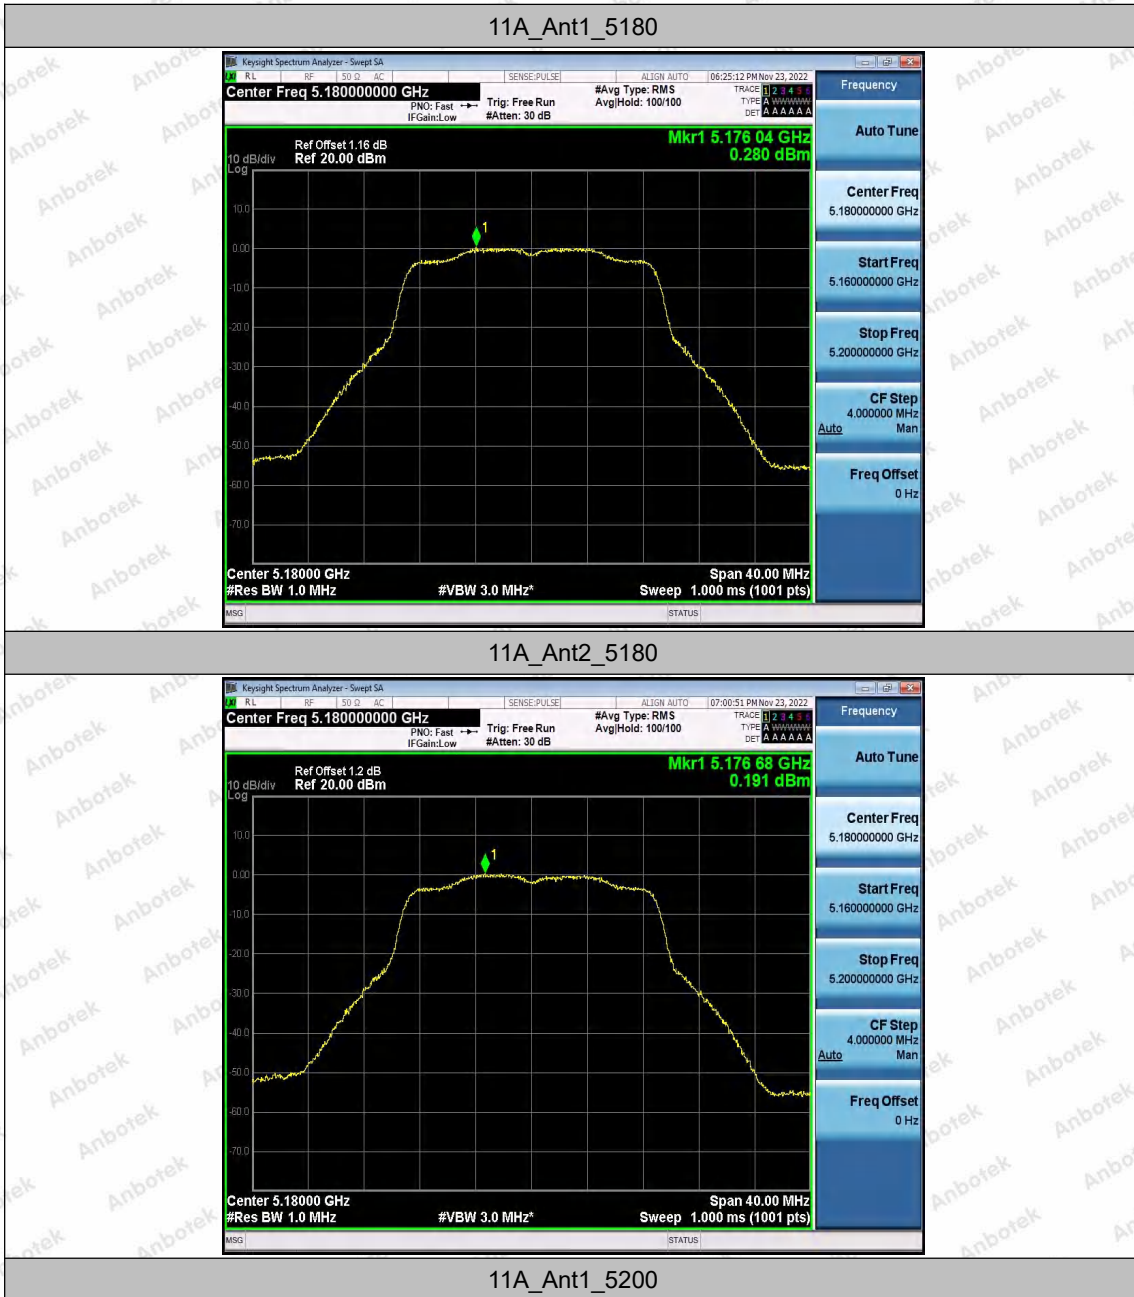 11A_Ant1_5180
Keysight Spectrum Analyzer - Swept SA
LXI RL RF 50 Ω AC SENSE:PULSE ALIGN AUTO 06:25:12 PM Nov 23, 2022
Center Freq 5.180000000 GHz
PNO: Fast
IFGain:Low
Trig: Free Run
#Atten: 30 dB
#Avg Type: RMS
Avg|Hold: 100/100
TRACE 1 2 3 4 5 6
TYPE A WWWWW
DET A A A A A A
Ref Offset 1.16 dB
10 dB/div Ref 20.00 dBm
Log
Mkr1 5.176 04 GHz
0.280 dBm
10.0
1
0.00
-10.0
-20.0
-30.0
-40.0
-50.0
-60.0
-70.0
Center 5.18000 GHz Span 40.00 MHz
#Res BW 1.0 MHz #VBW 3.0 MHz* Sweep 1.000 ms (1001 pts)
MSG STATUS
Frequency
Auto Tune
Center Freq
5.180000000 GHz
Start Freq
5.160000000 GHz
Stop Freq
5.200000000 GHz
CF Step
4.000000 MHz
Auto Man
Freq Offset
0 Hz
11A_Ant2_5180
Keysight Spectrum Analyzer - Swept SA
LXI RL RF 50 Ω AC SENSE:PULSE ALIGN AUTO 07:00:51 PM Nov 23, 2022
Center Freq 5.180000000 GHz
PNO: Fast
IFGain:Low
Trig: Free Run
#Atten: 30 dB
#Avg Type: RMS
Avg|Hold: 100/100
TRACE 1 2 3 4 5 6
TYPE A WWWWW
DET A A A A A A
Ref Offset 1.2 dB
10 dB/div Ref 20.00 dBm
Log
Mkr1 5.176 68 GHz
0.191 dBm
10.0
1
0.00
-10.0
-20.0
-30.0
-40.0
-50.0
-60.0
-70.0
Center 5.18000 GHz Span 40.00 MHz
#Res BW 1.0 MHz #VBW 3.0 MHz* Sweep 1.000 ms (1001 pts)
MSG STATUS
Frequency
Auto Tune
Center Freq
5.180000000 GHz
Start Freq
5.160000000 GHz
Stop Freq
5.200000000 GHz
CF Step
4.000000 MHz
Auto Man
Freq Offset
0 Hz
11A_Ant1_5200
Anbotek